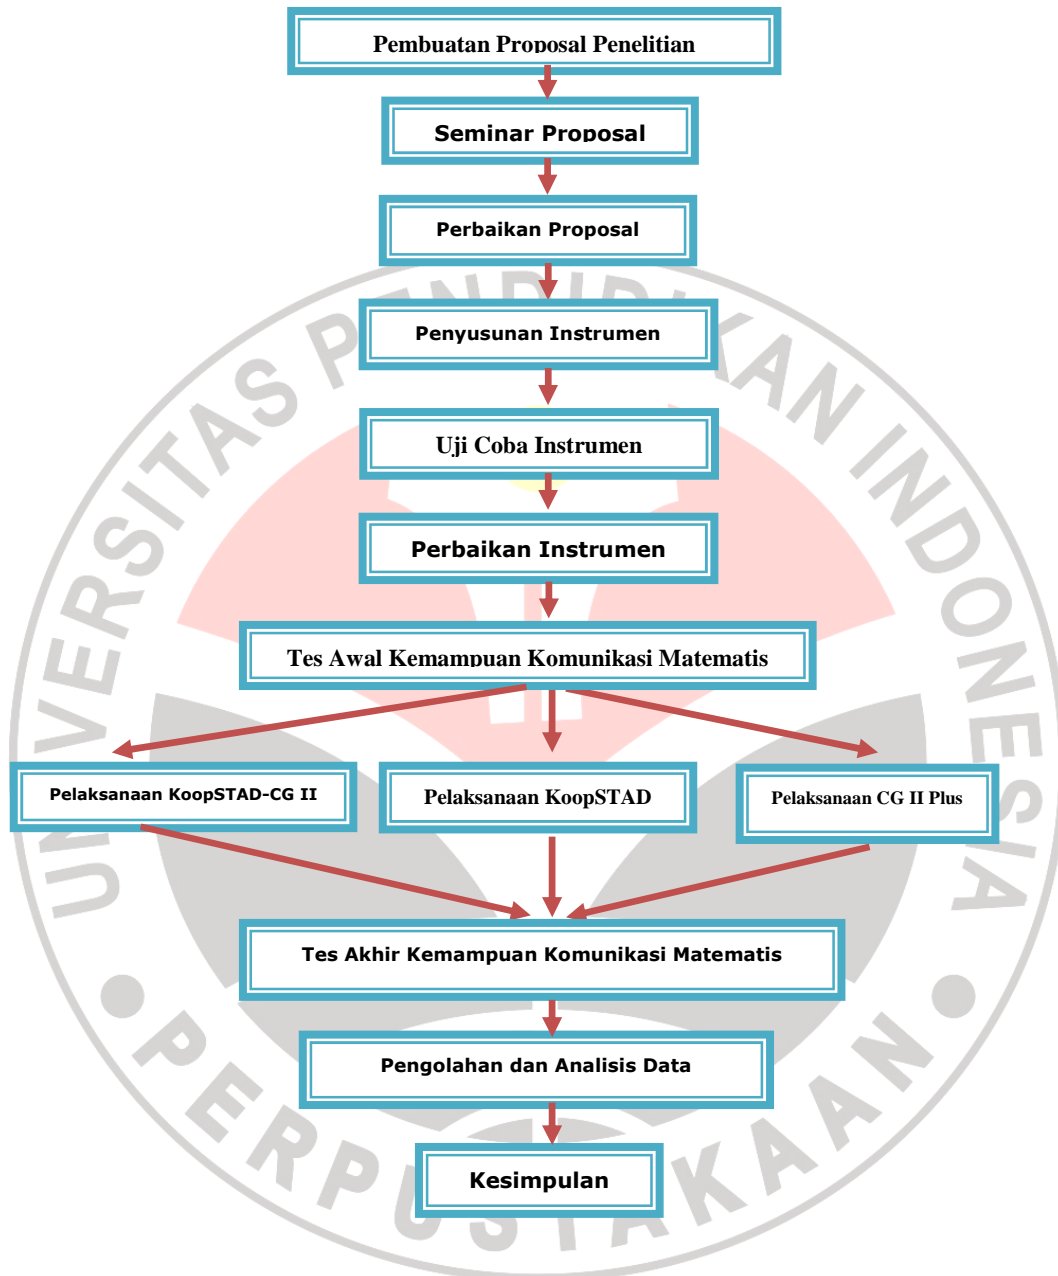 Pembuatan Proposal Penelitian
Seminar Proposal
Perbaikan Proposal
Penyusunan Instrumen
Uji Coba Instrumen
Perbaikan Instrumen
Tes Awal Kemampuan Komunikasi Matematis
Pelaksanaan KoopSTAD-CG II
Pelaksanaan KoopSTAD
Pelaksanaan CG II Plus
Tes Akhir Kemampuan Komunikasi Matematis
Pengolahan dan Analisis Data
Kesimpulan
UNIVERSITAS PENDIDIKAN INDONESIA
PERPUSTAKAAN